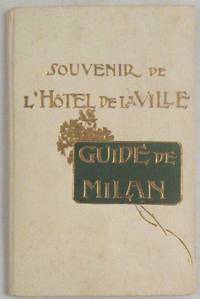 SOUVENIR DE
L'HÔTEL DE LA VILLE
GUIDE DE
MILAN